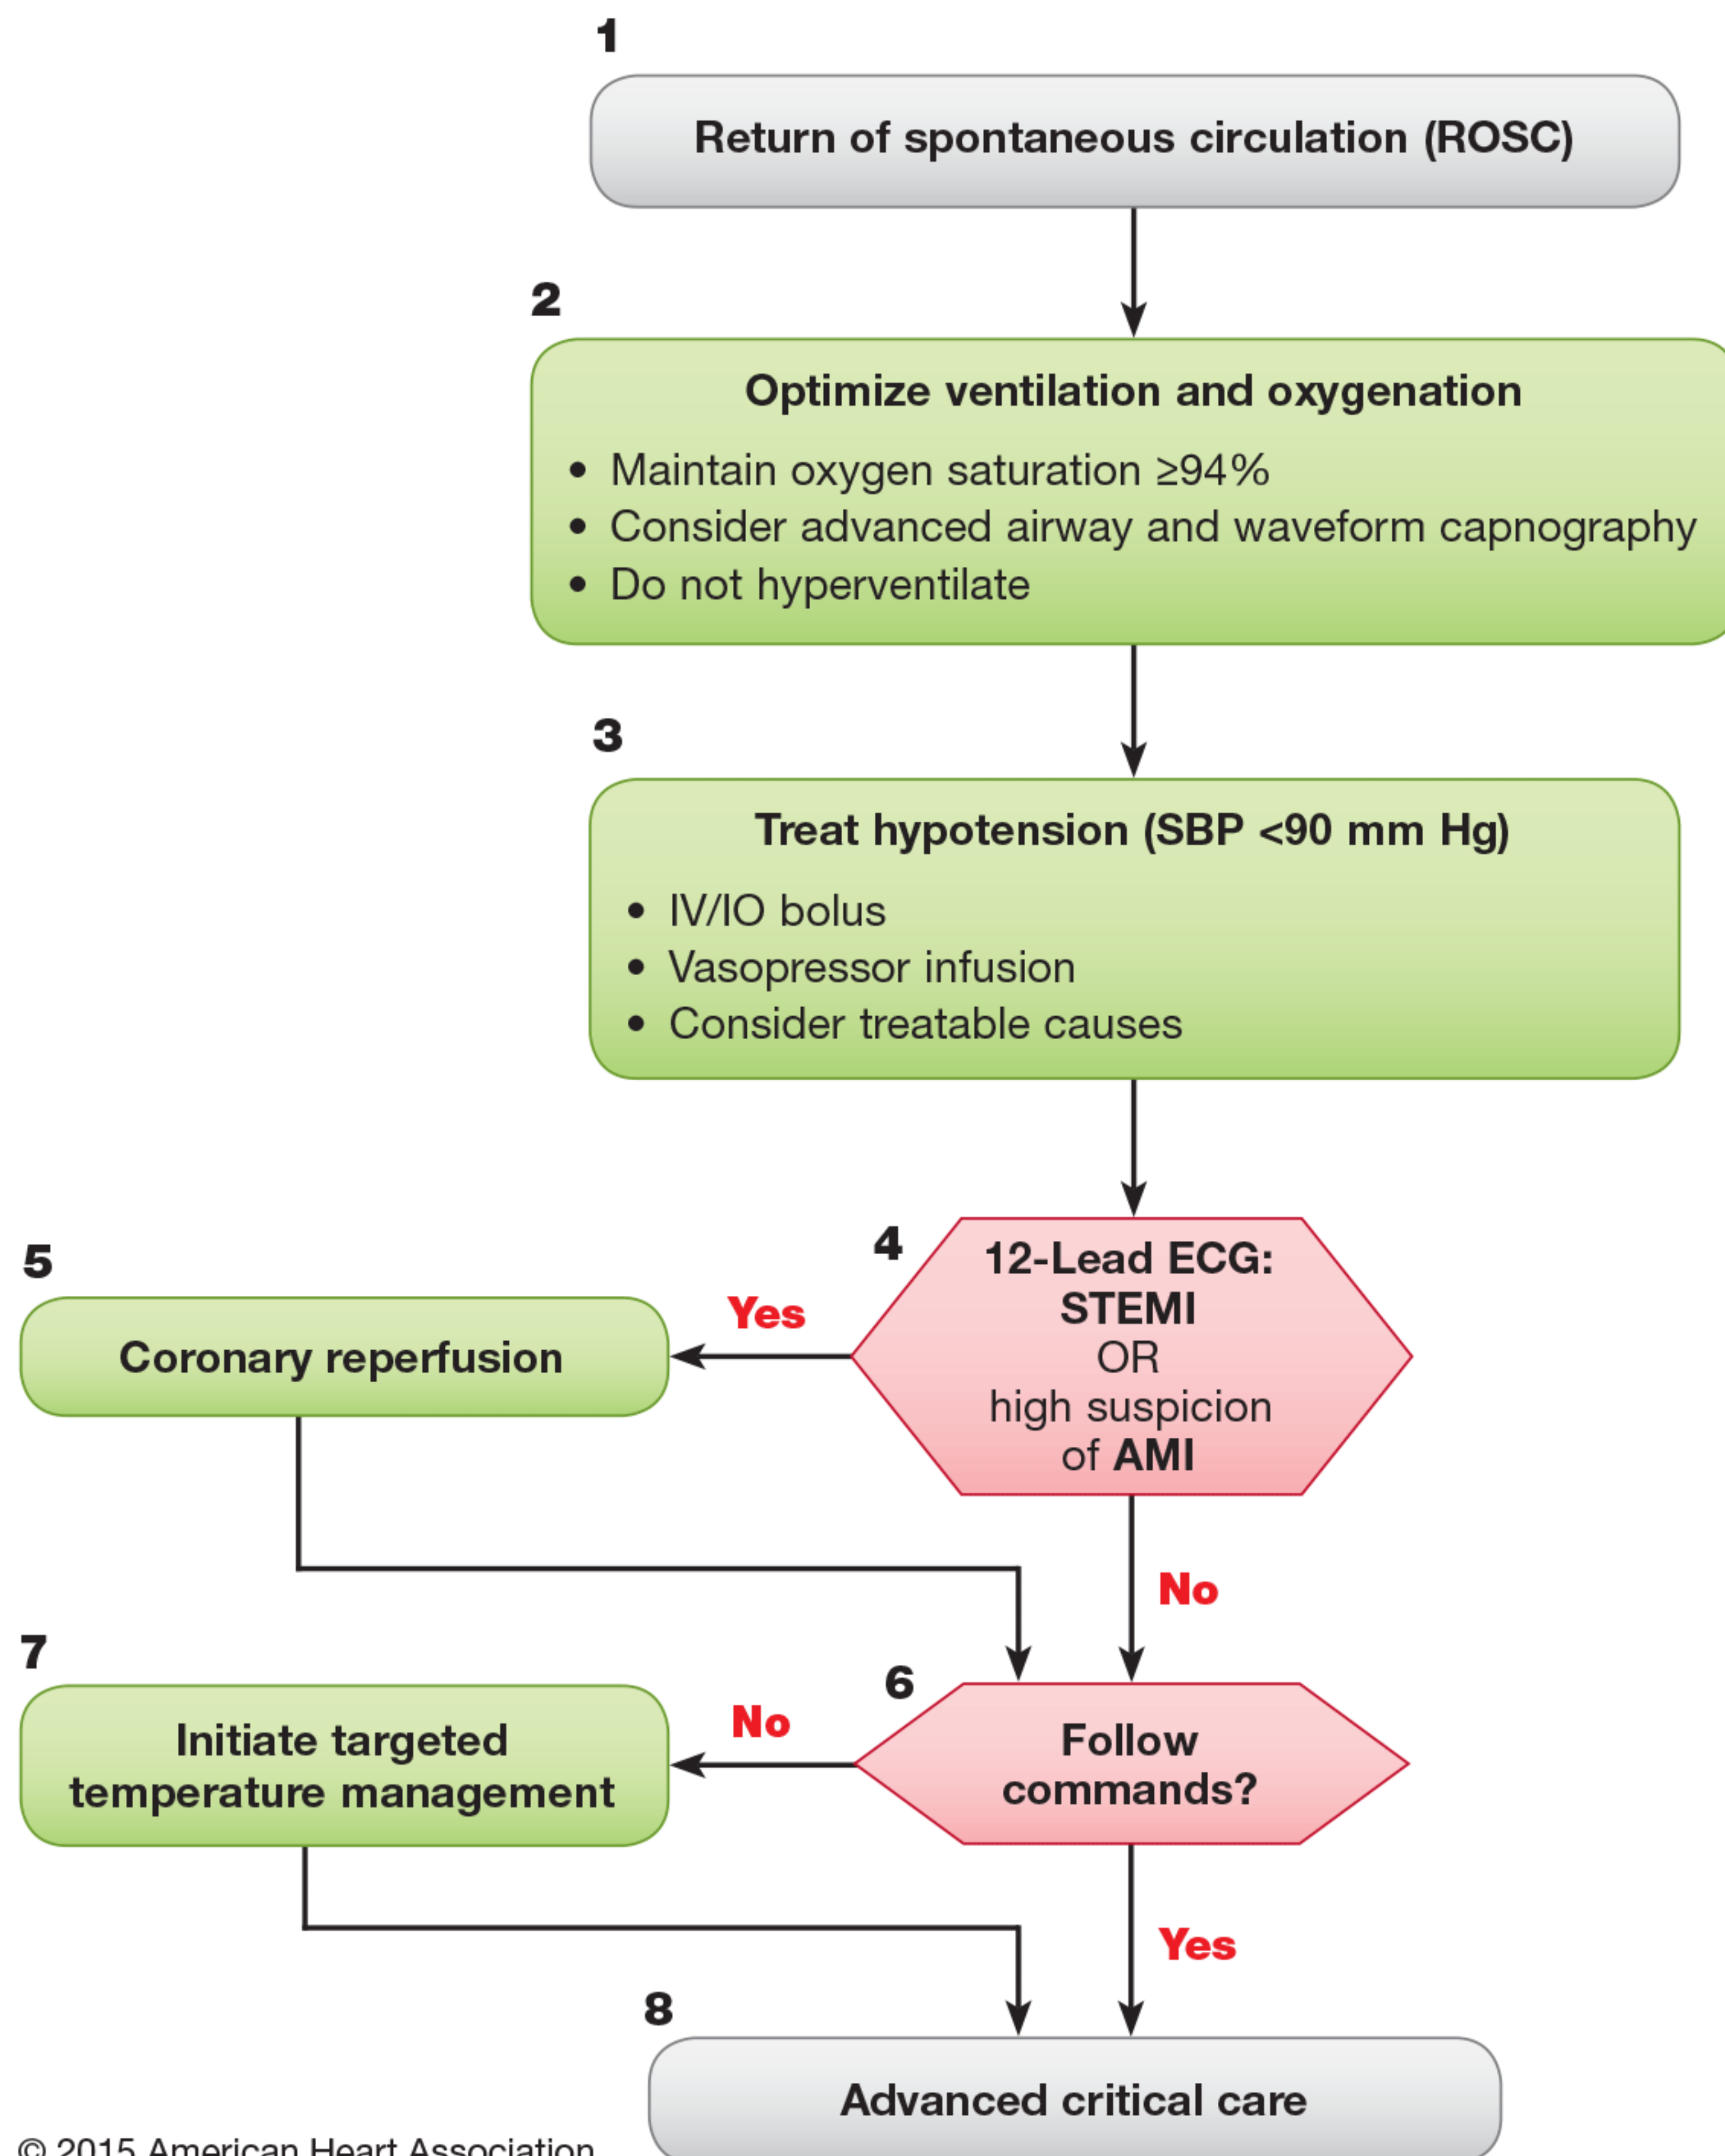 1
Return of spontaneous circulation (ROSC)
2
Optimize ventilation and oxygenation
• Maintain oxygen saturation ≥94%
• Consider advanced airway and waveform capnography
• Do not hyperventilate
3
Treat hypotension (SBP <90 mm Hg)
• IV/IO bolus
• Vasopressor infusion
• Consider treatable causes
4
12-Lead ECG:
STEMI
OR
high suspicion
of AMI
Yes
5
Coronary reperfusion
No
6
Follow
commands?
No
7
Initiate targeted
temperature management
Yes
8
Advanced critical care
© 2015 American Heart Association